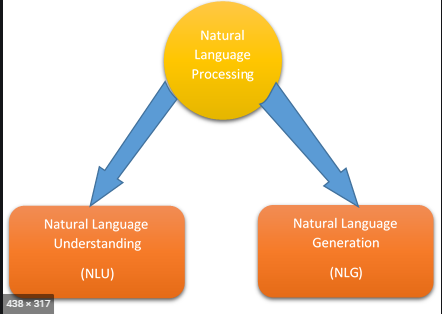 Natural
Language
Processing
Natural Language
Understanding
(NLU)
Natural Language
Generation
(NLG)
438 × 317